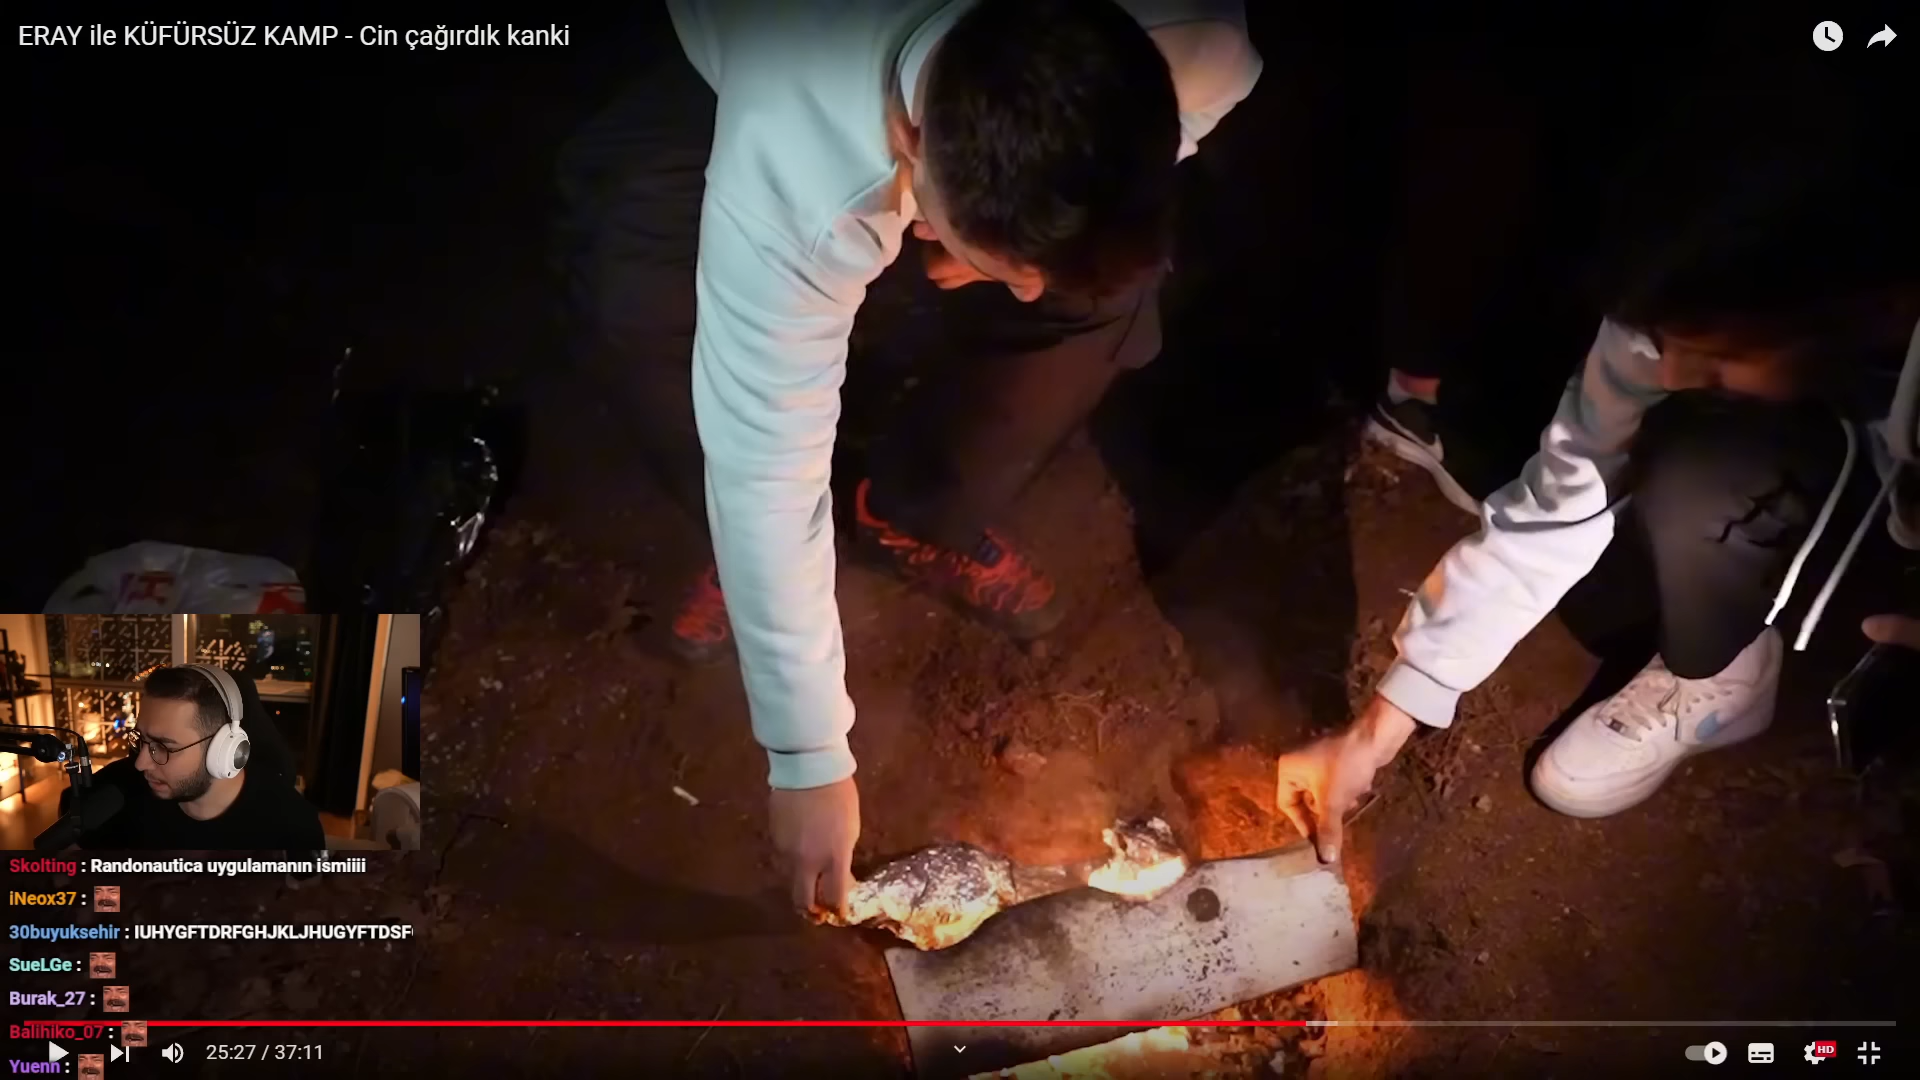 ERAY ile KÜFÜRSÜZ KAMP - Cin çağırdık kanki
Skolting : Randonautica uygulamanın ismiiii
iNeox37 :
30buyuksehir : IUHYGFTDRFGHJKLJHUGYFTDSF
SueLGe :
Burak_27 :
Balihiko_07 :
Yuenn :
25:27 / 37:11
HD